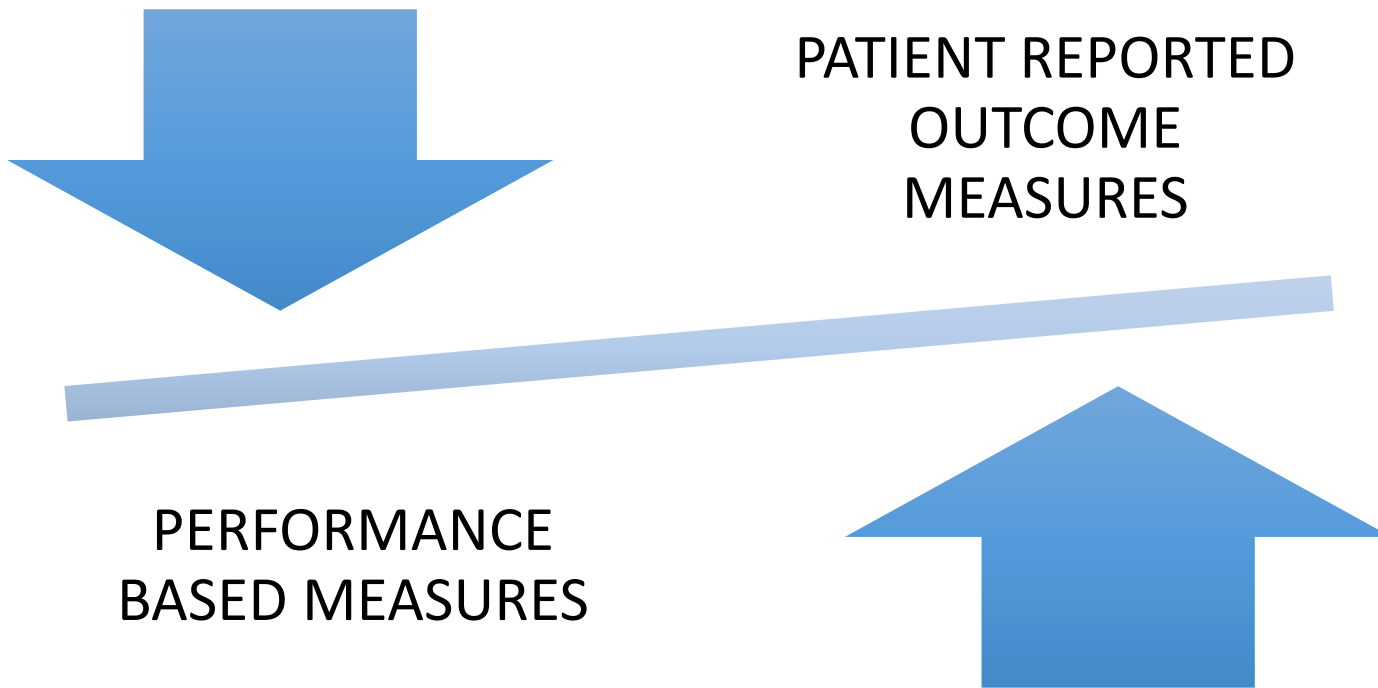 PATIENT REPORTED
OUTCOME
MEASURES
PERFORMANCE
BASED MEASURES